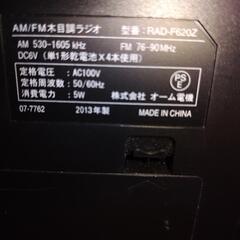 AM/FM木目調ラジオ 型番：RAD-F620Z
AM 530-1605 kHz FM 76-90MHz
DC6V（単1形乾電池X4本使用）
定格電圧：AC100V
定格周波数：50/60Hz
消費電力：5W 株式会社 オーム電機
07-7762 2013年製
PS
E